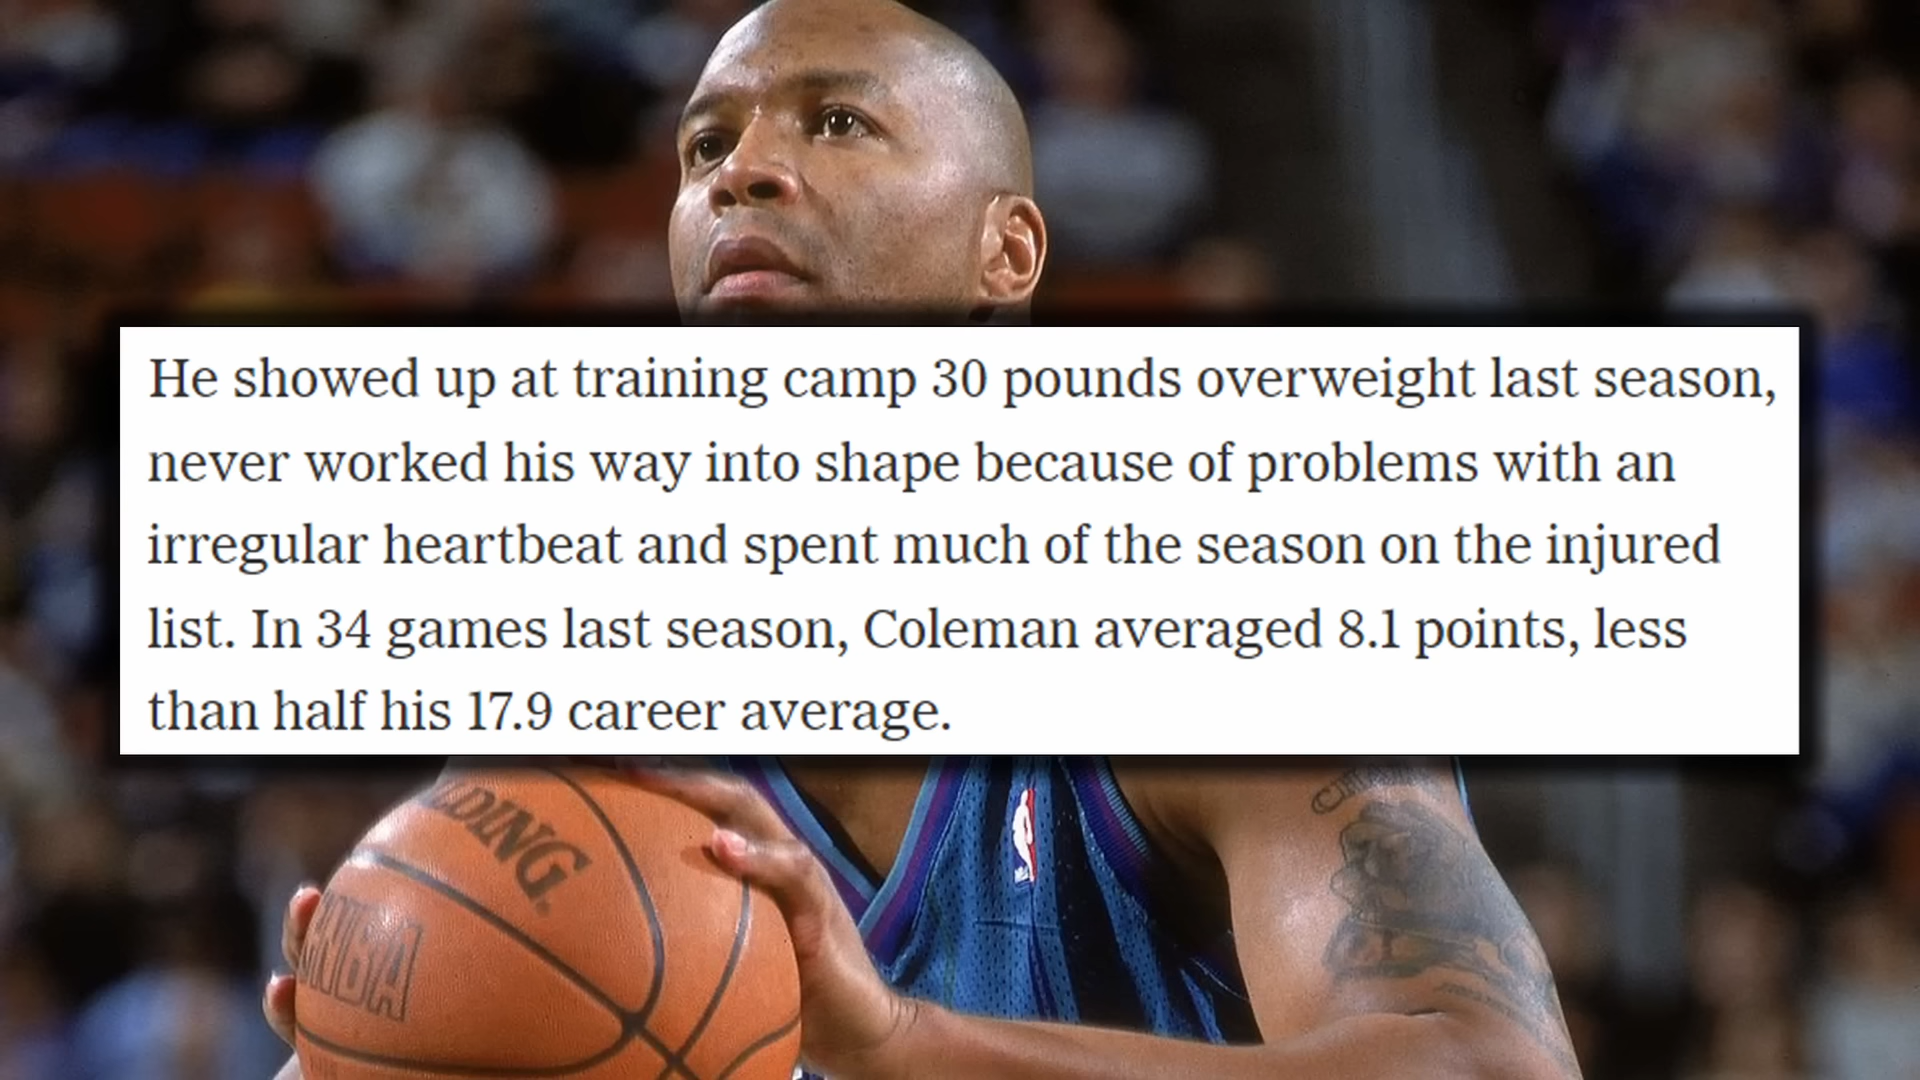 He showed up at training camp 30 pounds overweight last season,
never worked his way into shape because of problems with an
irregular heartbeat and spent much of the season on the injured
list. In 34 games last season, Coleman averaged 8.1 points, less
than half his 17.9 career average.
LDING
NBA